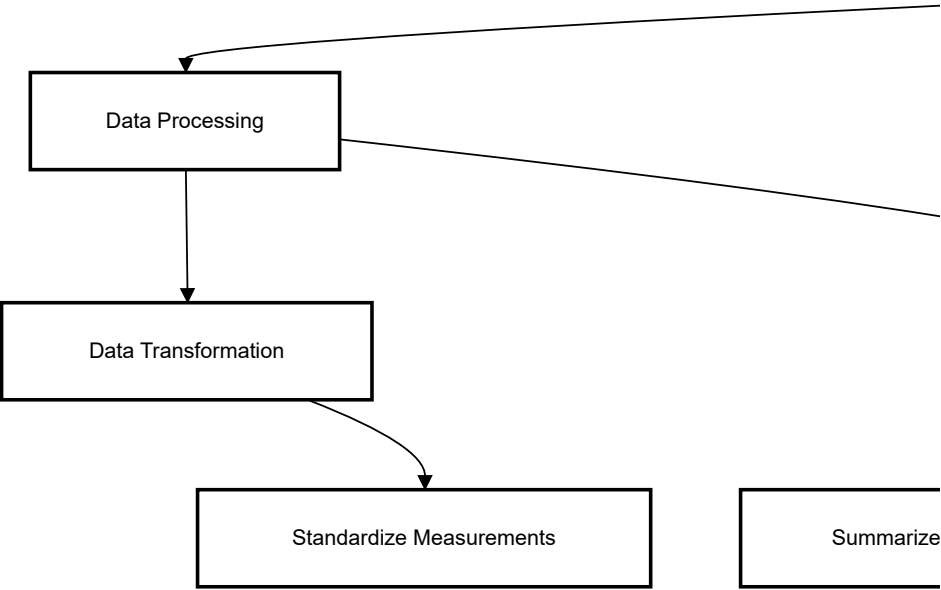 Data Processing
Data Transformation
Standardize Measurements
Summarize